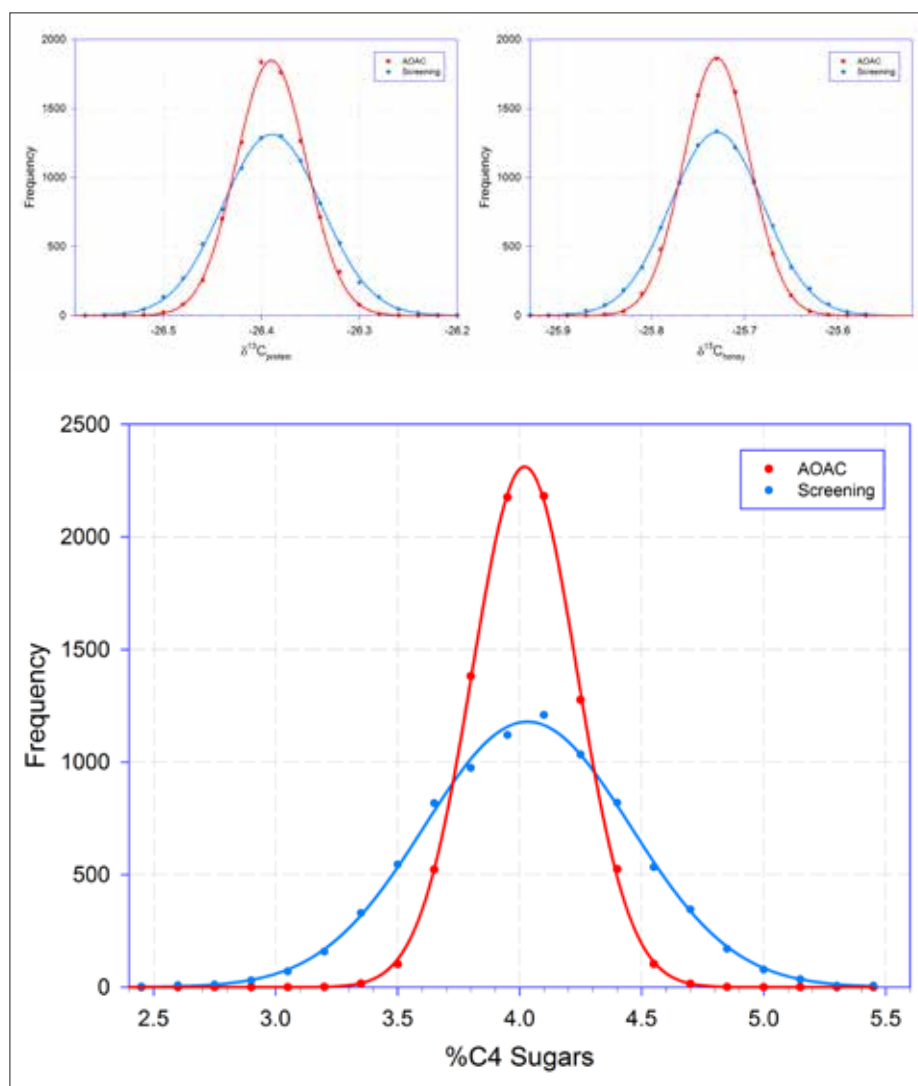 2000
1500
1000
500
0
Frequency
AOAC
Screening
-26.5 -26.4 -26.3 -26.2
δ¹³Cprotein
2000
1500
1000
500
0
Frequency
AOAC
Screening
-25.9 -25.8 -25.7 -25.6
δ¹³Choney
2500
2000
1500
1000
500
0
Frequency
AOAC
Screening
2.5 3.0 3.5 4.0 4.5 5.0 5.5
%C4 Sugars